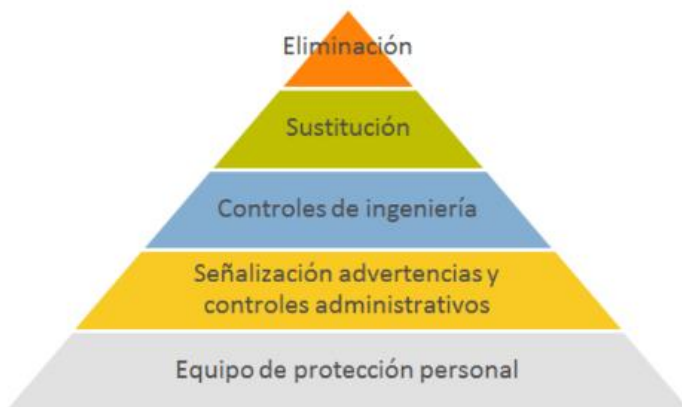 Eliminación
Sustitución
Controles de ingeniería
Señalización advertencias y
controles administrativos
Equipo de protección personal